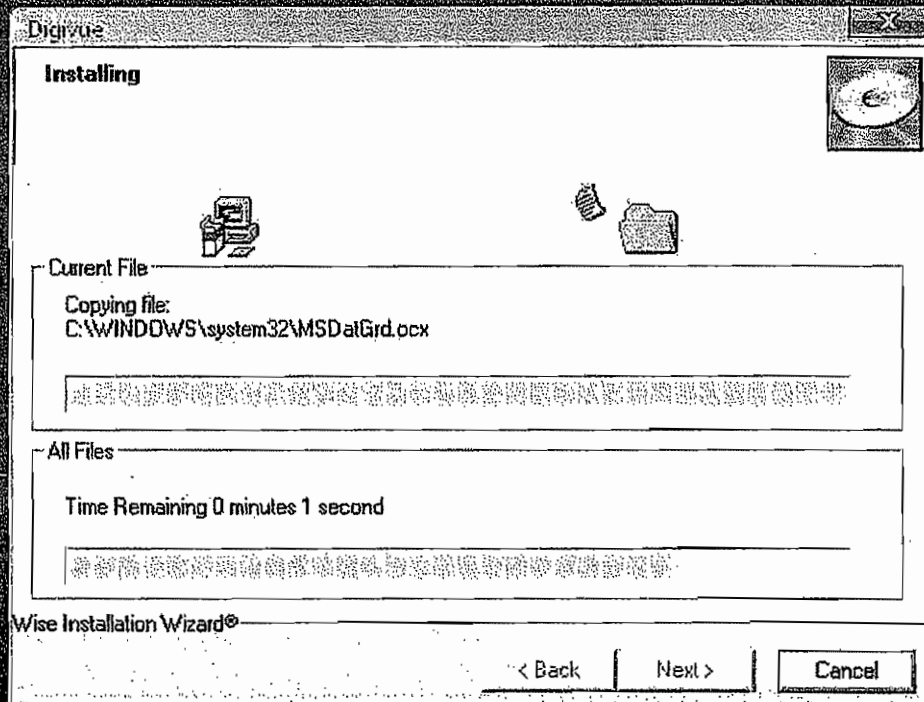 Digivue
Installing
Current File
Copying file:
C:\WINDOWS\system32\MSDatGrd.ocx
All Files
Time Remaining 0 minutes 1 second
Wise Installation Wizard®
< Back
Next >
Cancel